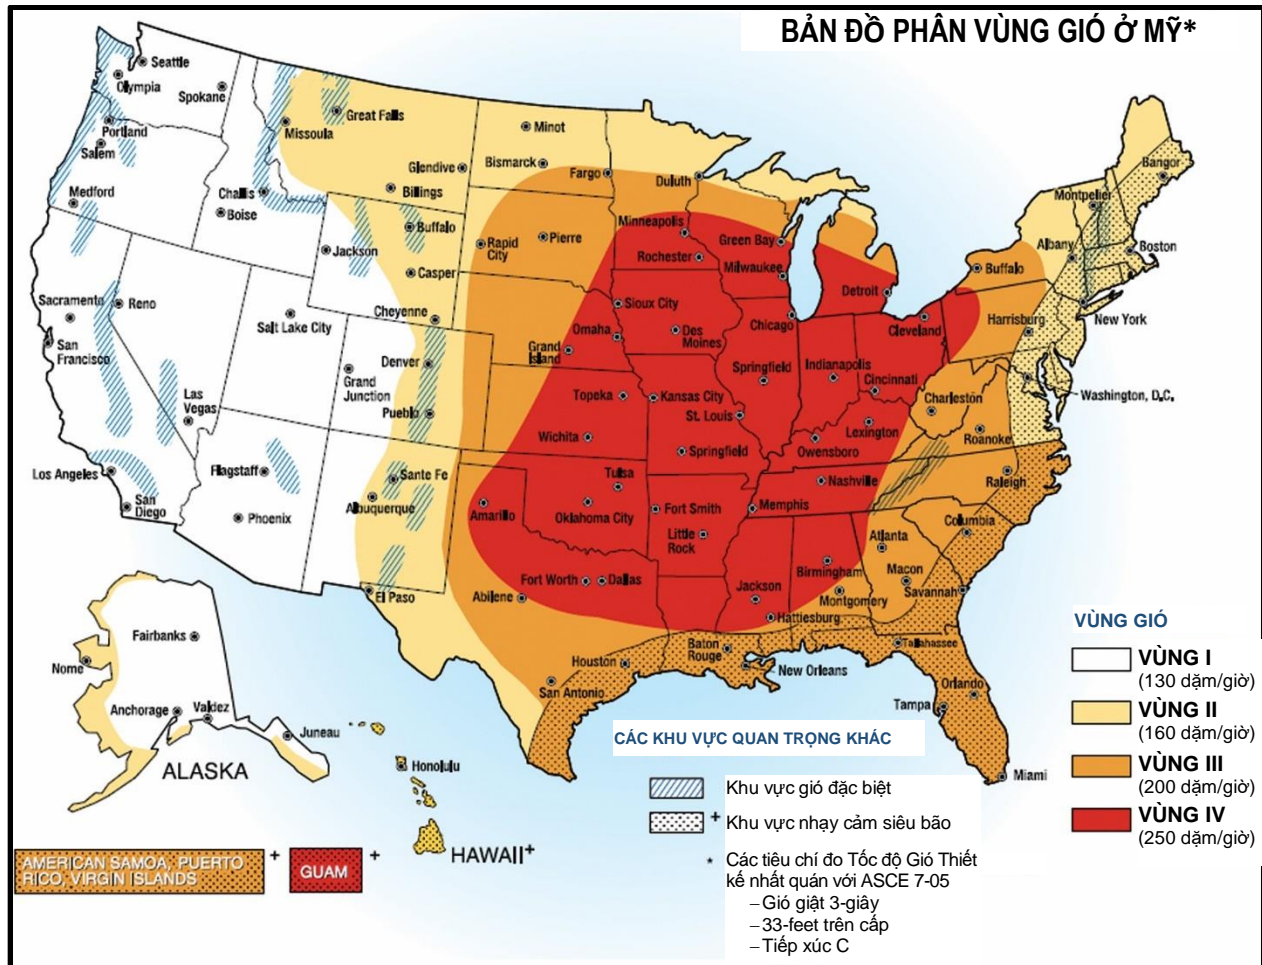 BẢN ĐỒ PHÂN VÙNG GIÓ Ở MỸ*
Seattle
Olympia
Spokane
Portland
Salem
Medford
Missoula
Great Falls
Challis
Boise
Glendive
Billings
Minot
Bismarck
Fargo
Duluth
Jackson
Buffalo
Casper
Cheyenne
Rapid
City
Pierre
Minneapolis
Rochester
Green Bay
Milwaukee
Detroit
Buffalo
Albany
Montpelier
Bangor
Boston
New York
Harrisburg
Washington, D.C.
Sacramento
San
Francisco
Reno
Las
Vegas
Salt Lake City
Grand
Junction
Denver
Pueblo
Sioux City
Omaha
Grand
Island
Des
Moines
Chicago
Cleveland
Springfield
Indianapolis
Cincinnati
Charleston
Roanoke
Raleigh
Topeka
Kansas City
St. Louis
Wichita
Springfield
Lexington
Owensboro
Nashville
Los Angeles
San
Diego
Flagstaff
Phoenix
Sante Fe
Albuquerque
El Paso
Amarillo
Tulsa
Oklahoma City
Fort Smith
Little
Rock
Memphis
Fort Worth
Dallas
Abilene
Jackson
Hattiesburg
Birmingham
Montgomery
Atlanta
Macon
Columbia
Savannah
Tallahassee
Houston
San Antonio
Baton
Rouge
New Orleans
Orlando
Tampa
Miami
Fairbanks
Nome
Anchorage
Valdez
Juneau
ALASKA
Honolulu
HAWAII+
AMERICAN SAMOA, PUERTO
RICO, VIRGIN ISLANDS
+
GUAM
+
VÙNG GIÓ
VÙNG I
(130 dặm/giờ)
VÙNG II
(160 dặm/giờ)
VÙNG III
(200 dặm/giờ)
VÙNG IV
(250 dặm/giờ)
CÁC KHU VỰC QUAN TRỌNG KHÁC
Khu vực gió đặc biệt
+ Khu vực nhạy cảm siêu bão
* Các tiêu chí đo Tốc độ Gió Thiết
kế nhất quán với ASCE 7-05
– Gió giật 3-giây
– 33-feet trên cấp
– Tiếp xúc C